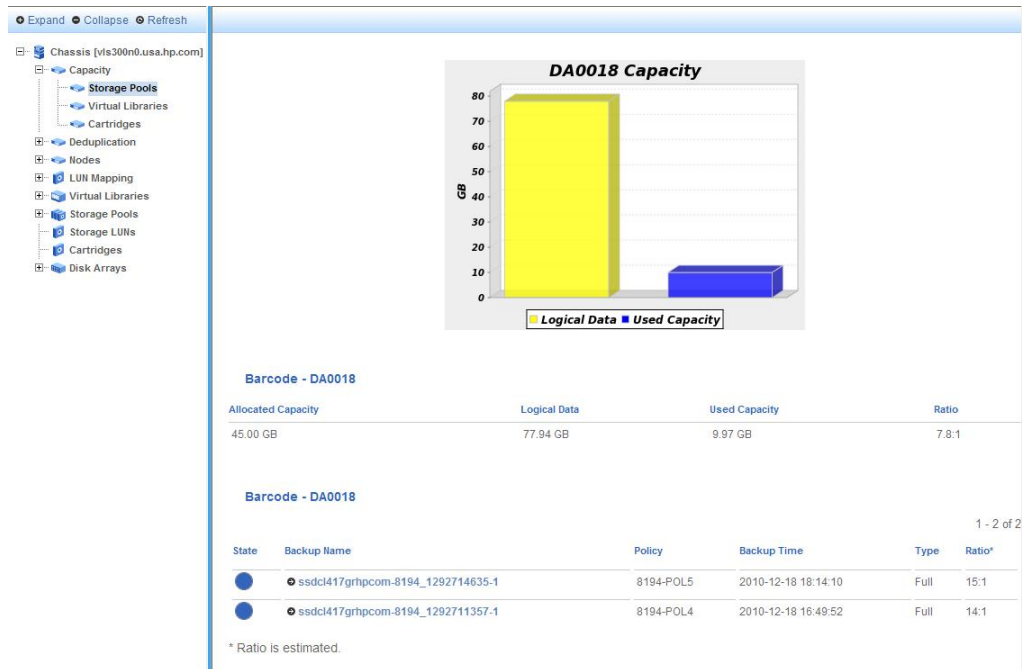 Expand Collapse Refresh
Chassis [vls300n0.usa.hp.com]
Capacity
Storage Pools
Virtual Libraries
Cartridges
Deduplication
Nodes
LUN Mapping
Virtual Libraries
Storage Pools
Storage LUNs
Cartridges
Disk Arrays
DA0018 Capacity
80
70
60
50
40
30
20
10
0
GB
Logical Data Used Capacity
Barcode - DA0018
Allocated Capacity Logical Data Used Capacity Ratio
45.00 GB 77.94 GB 9.97 GB 7.8:1
Barcode - DA0018
1 - 2 of 2
State Backup Name Policy Backup Time Type Ratio*
ssdcl417grhpcom-8194_1292714635-1 8194-POL5 2010-12-18 18:14:10 Full 15:1
ssdcl417grhpcom-8194_1292711357-1 8194-POL4 2010-12-18 16:49:52 Full 14:1
* Ratio is estimated.